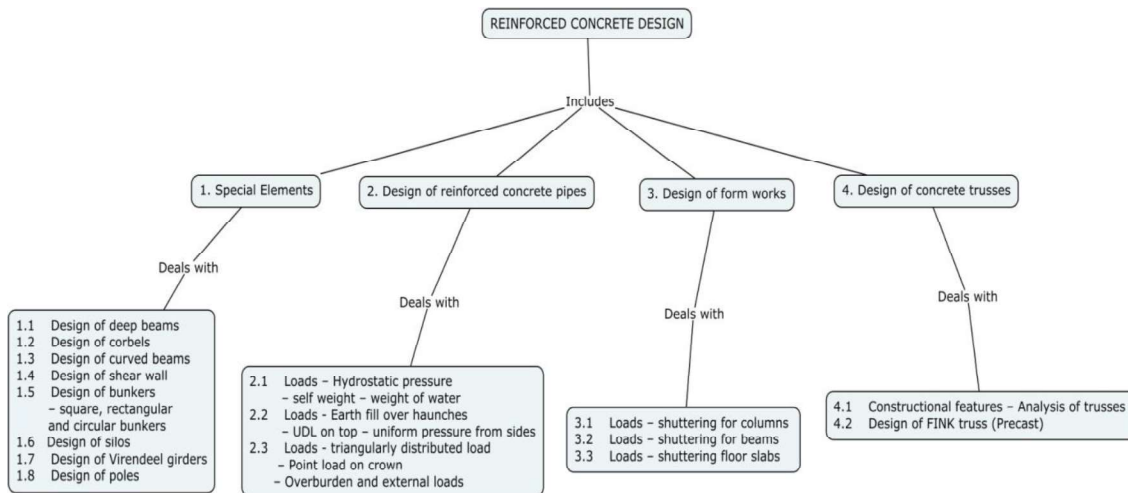 REINFORCED CONCRETE DESIGN
Includes
1. Special Elements
2. Design of reinforced concrete pipes
3. Design of form works
4. Design of concrete trusses
Deals with
Deals with
Deals with
Deals with
1.1 Design of deep beams
1.2 Design of corbels
1.3 Design of curved beams
1.4 Design of shear wall
1.5 Design of bunkers
– square, rectangular
and circular bunkers
1.6 Design of silos
1.7 Design of Virendeel girders
1.8 Design of poles
2.1 Loads – Hydrostatic pressure
– self weight – weight of water
2.2 Loads - Earth fill over haunches
– UDL on top – uniform pressure from sides
2.3 Loads - triangularly distributed load
– Point load on crown
– Overburden and external loads
3.1 Loads – shuttering for columns
3.2 Loads – shuttering for beams
3.3 Loads – shuttering floor slabs
4.1 Constructional features – Analysis of trusses
4.2 Design of FINK truss (Precast)